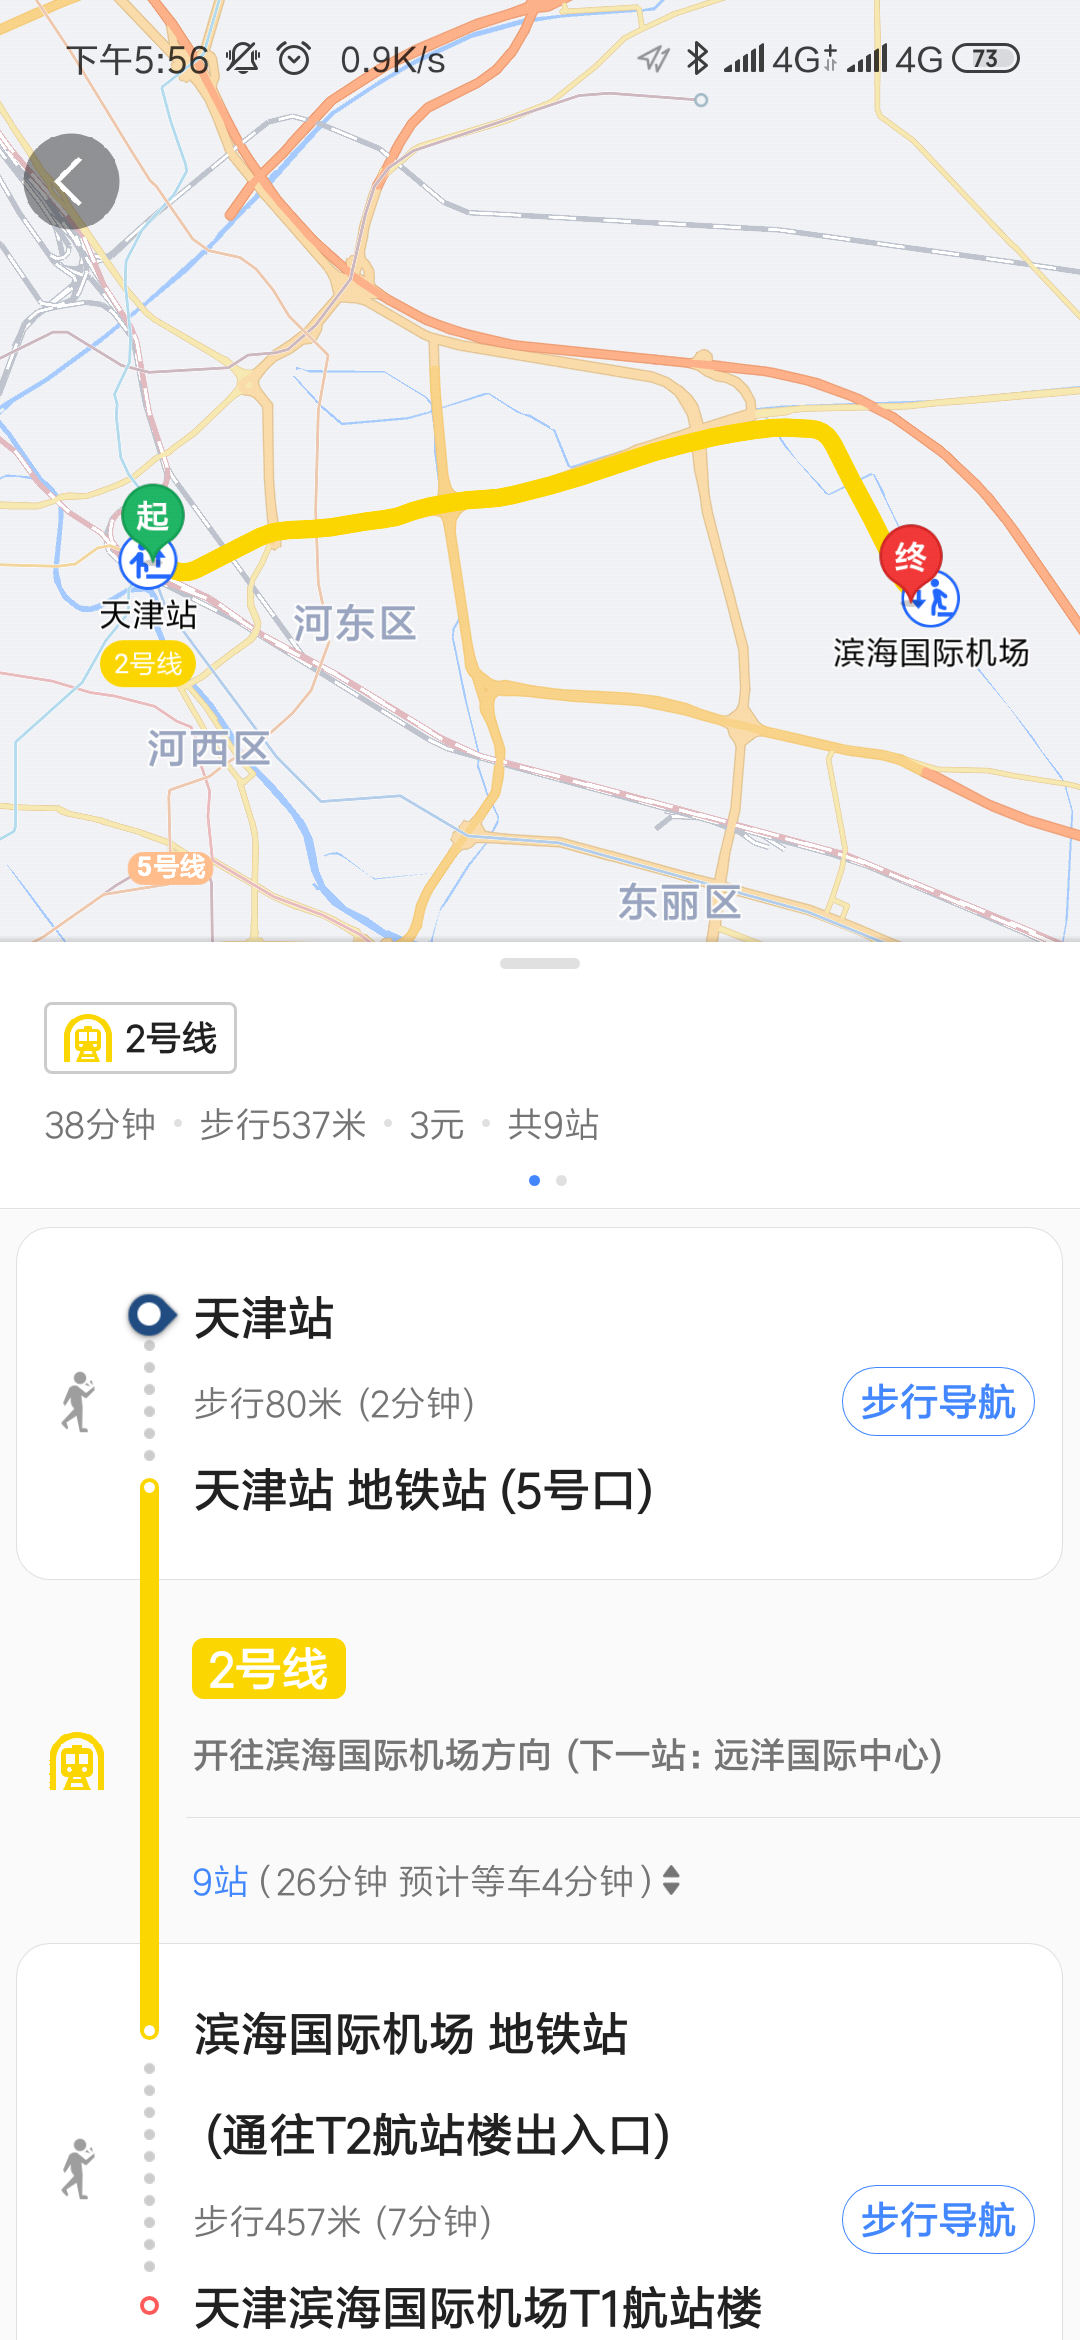 下午5:56 0.9K/s 4G 4G 73
起
天津站
2号线
河东区
终
滨海国际机场
河西区
5号线
东丽区
2号线
38分钟 • 步行537米 • 3元 • 共9站
天津站
步行80米 (2分钟)
步行导航
天津站 地铁站 (5号口)
2号线
开往滨海国际机场方向 (下一站: 远洋国际中心)
9站 (26分钟 预计等车4分钟)
滨海国际机场 地铁站
(通往T2航站楼出入口)
步行457米 (7分钟)
步行导航
天津滨海国际机场T1航站楼